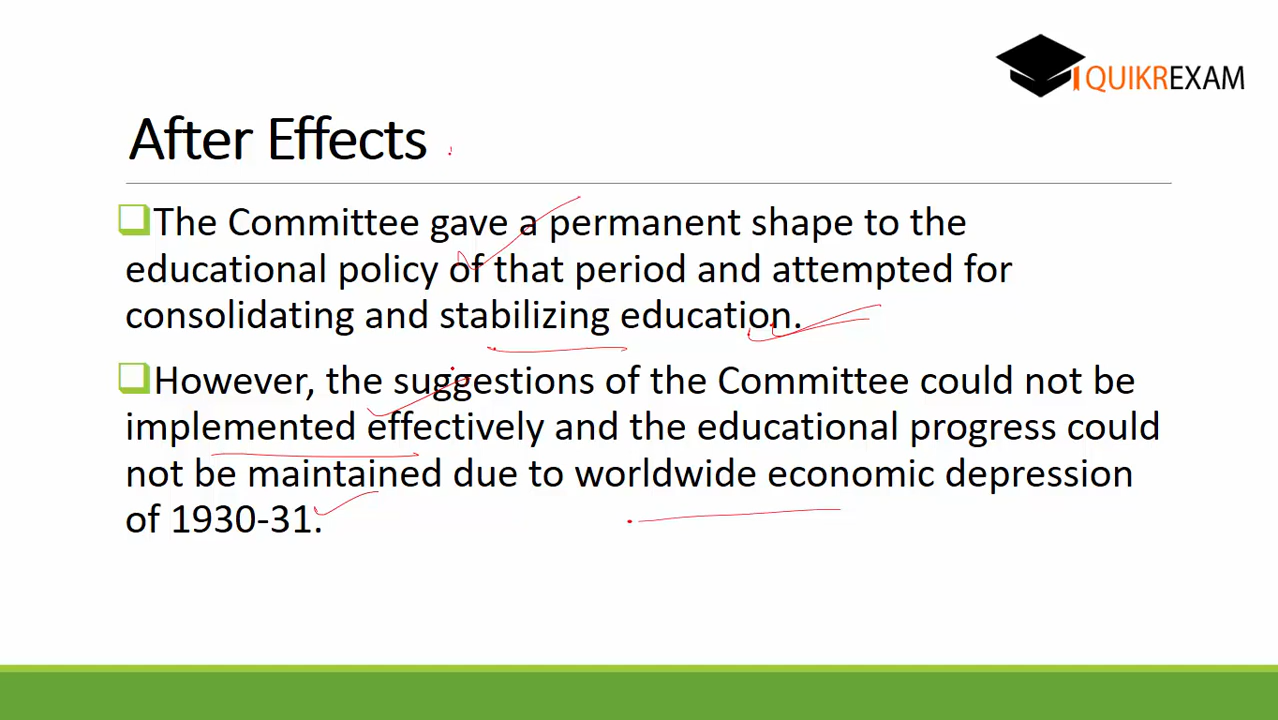 QUIKREXAM
After Effects
The Committee gave a permanent shape to the
educational policy of that period and attempted for
consolidating and stabilizing education.
However, the suggestions of the Committee could not be
implemented effectively and the educational progress could
not be maintained due to worldwide economic depression
of 1930-31.